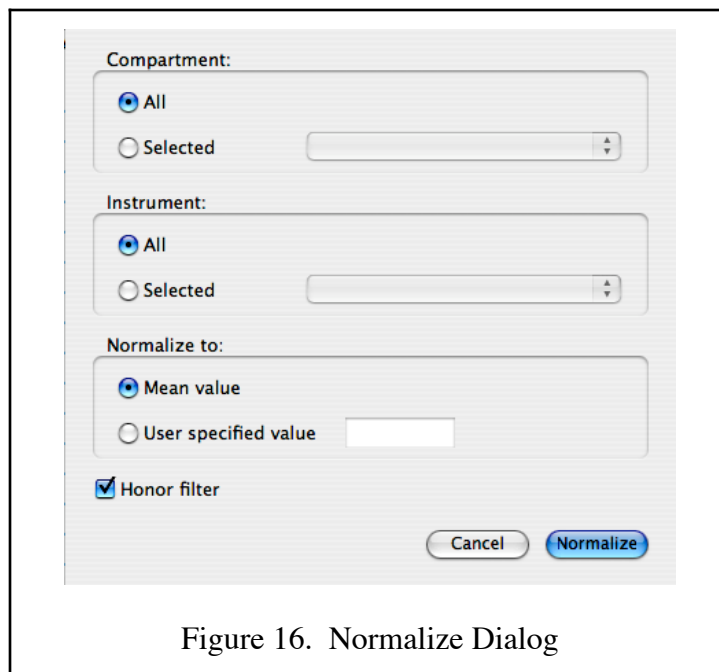 Compartment:
All
Selected
Instrument:
All
Selected
Normalize to:
Mean value
User specified value
Honor filter
Cancel Normalize
Figure 16. Normalize Dialog